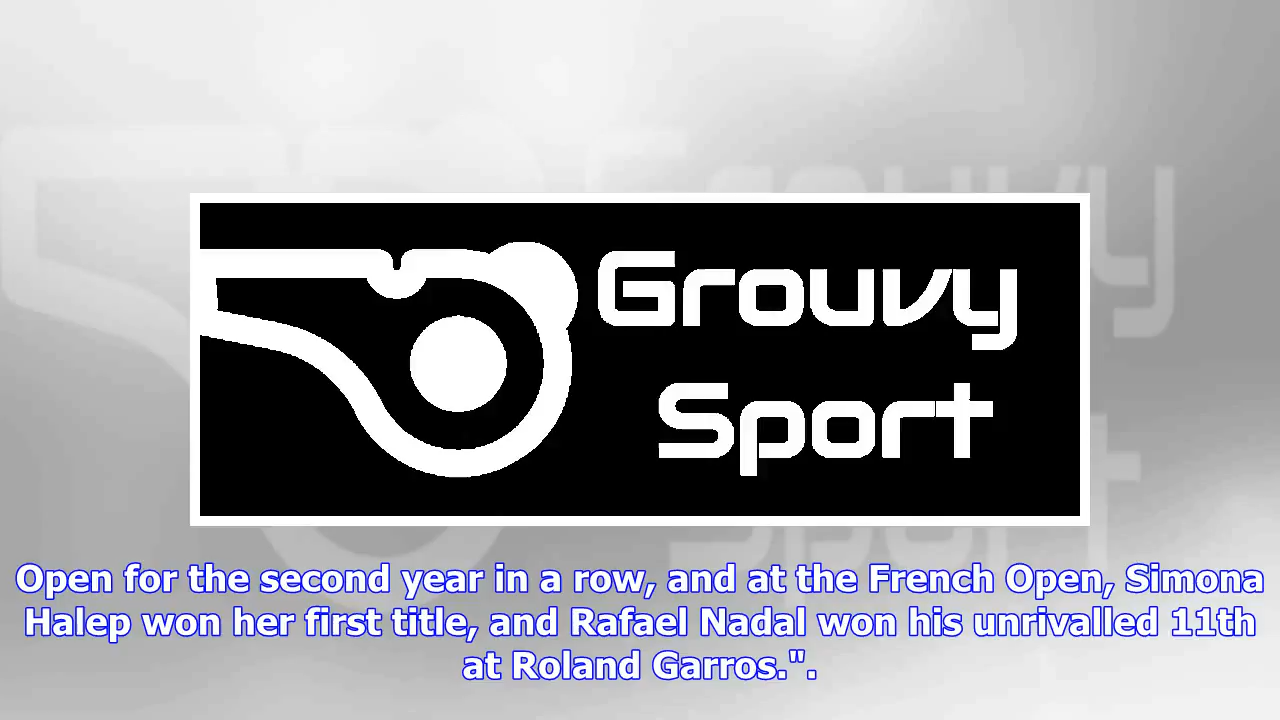 Grouvy
Sport
Open for the second year in a row, and at the French Open, Simona
Halep won her first title, and Rafael Nadal won his unrivalled 11th
at Roland Garros.".